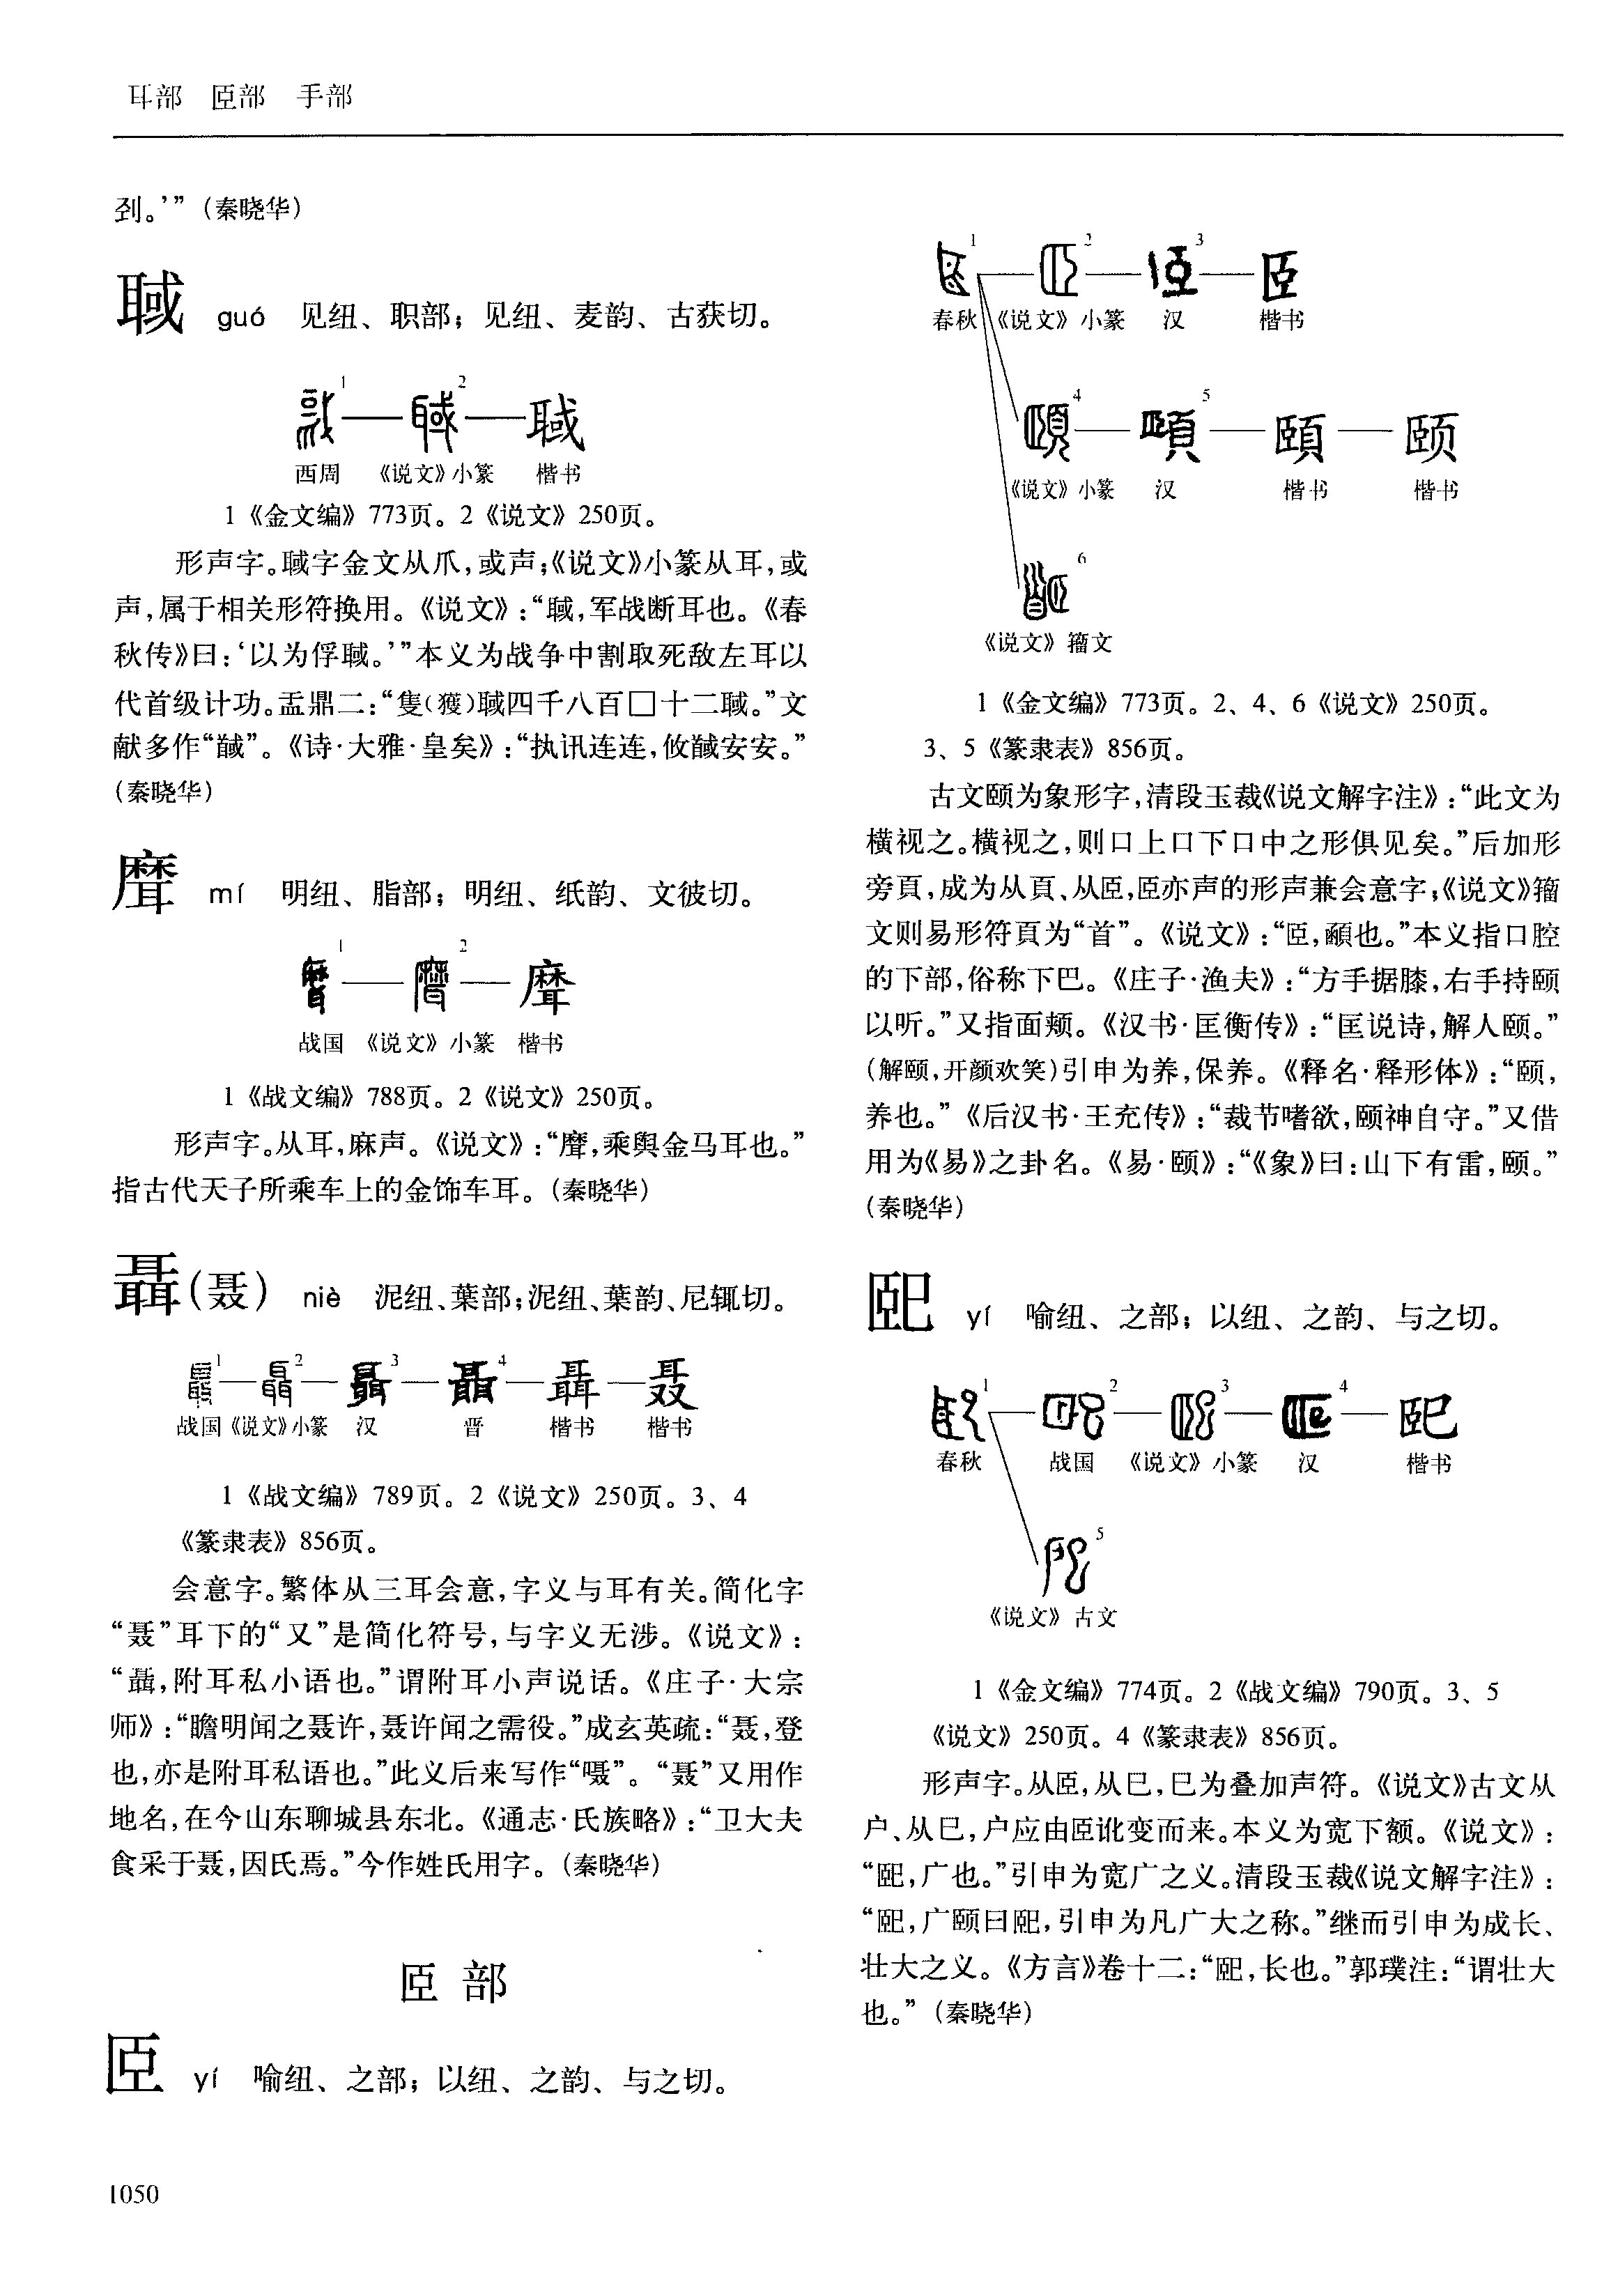 耳部　𦣞部　手部
列。’”（秦晓华）
聝　guó　见纽、职部；见纽、麦韵、古获切。
1 2
聝
西周　《说文》小篆　楷书
1《金文编》773页。2《说文》250页。
形声字。聝字金文从爪，或声；《说文》小篆从耳，或
声，属于相关形符换用。《说文》：“聝，军战断耳也。《春
秋传》曰：‘以为俘聝。’”本义为战争中割取死敌左耳以
代首级计功。盂鼎二：“隻（獲）聝四千八百□十二聝。”文
献多作“馘”。《诗·大雅·皇矣》：“执讯连连，攸馘安安。”
（秦晓华）
䃺　mí　明纽、脂部；明纽、纸韵、文彼切。
1 2
战国　《说文》小篆　楷书
1《战文编》788页。2《说文》250页。
形声字。从耳，麻声。《说文》：“，乘舆金马耳也。”
指古代天子所乘车上的金饰车耳。（秦晓华）
聶（聂）　niè　泥纽、葉部；泥纽、葉韵、尼辄切。
1 2 3 4
聶　聂
战国　《说文》小篆　汉　晋　楷书　楷书
1《战文编》789页。2《说文》250页。3、4
《篆隶表》856页。
会意字。繁体从三耳会意，字义与耳有关。简化字
“聂”耳下的“又”是简化符号，与字义无涉。《说文》：
“聶，附耳私小语也。”谓附耳小声说话。《庄子·大宗
师》：“瞻明闻之聂许，聂许闻之需役。”成玄英疏：“聂，登
也，亦是附耳私语也。”此义后来写作“嗫”。“聂”又用作
地名，在今山东聊城县东北。《通志·氏族略》：“卫大夫
食采于聂，因氏焉。”今作姓氏用字。（秦晓华）
𦣞 部
𦣞　yí　喻纽、之部；以纽、之韵、与之切。
1 2 3
𦣞
春秋　《说文》小篆　汉　楷书
4 5
頤　颐
《说文》小篆　汉　楷书　楷书
6
《说文》籀文
1《金文编》773页。2、4、6《说文》250页。
3、5《篆隶表》856页。
古文颐为象形字，清段玉裁《说文解字注》：“此文为
横视之。横视之，则口上口下口中之形俱见矣。”后加形
旁頁，成为从頁、从𦣞，𦣞亦声的形声兼会意字；《说文》籀
文则易形符頁为“首”。《说文》：“𦣞，顄也。”本义指口腔
的下部，俗称下巴。《庄子·渔夫》：“方手据膝，右手持颐
以听。”又指面颊。《汉书·匡衡传》：“匡说诗，解人颐。”
（解颐，开颜欢笑）引申为养，保养。《释名·释形体》：“颐，
养也。”《后汉书·王充传》：“裁节嗜欲，颐神自守。”又借
用为《易》之卦名。《易·颐》：“《象》曰：山下有雷，颐。”
（秦晓华）
巸　yí　喻纽、之部；以纽、之韵、与之切。
1 2 3 4
巸
春秋　战国　《说文》小篆　汉　楷书
5
《说文》古文
1《金文编》774页。2《战文编》790页。3、5
《说文》250页。4《篆隶表》856页。
形声字。从𦣞，从巳，巳为叠加声符。《说文》古文从
户、从巳，户应由𦣞讹变而来。本义为宽下额。《说文》：
“巸，广也。”引申为宽广之义。清段玉裁《说文解字注》：
“巸，广颐曰巸，引申为凡广大之称。”继而引申为成长、
壮大之义。《方言》卷十二：“巸，长也。”郭璞注：“谓壮大
也。”（秦晓华）
1050